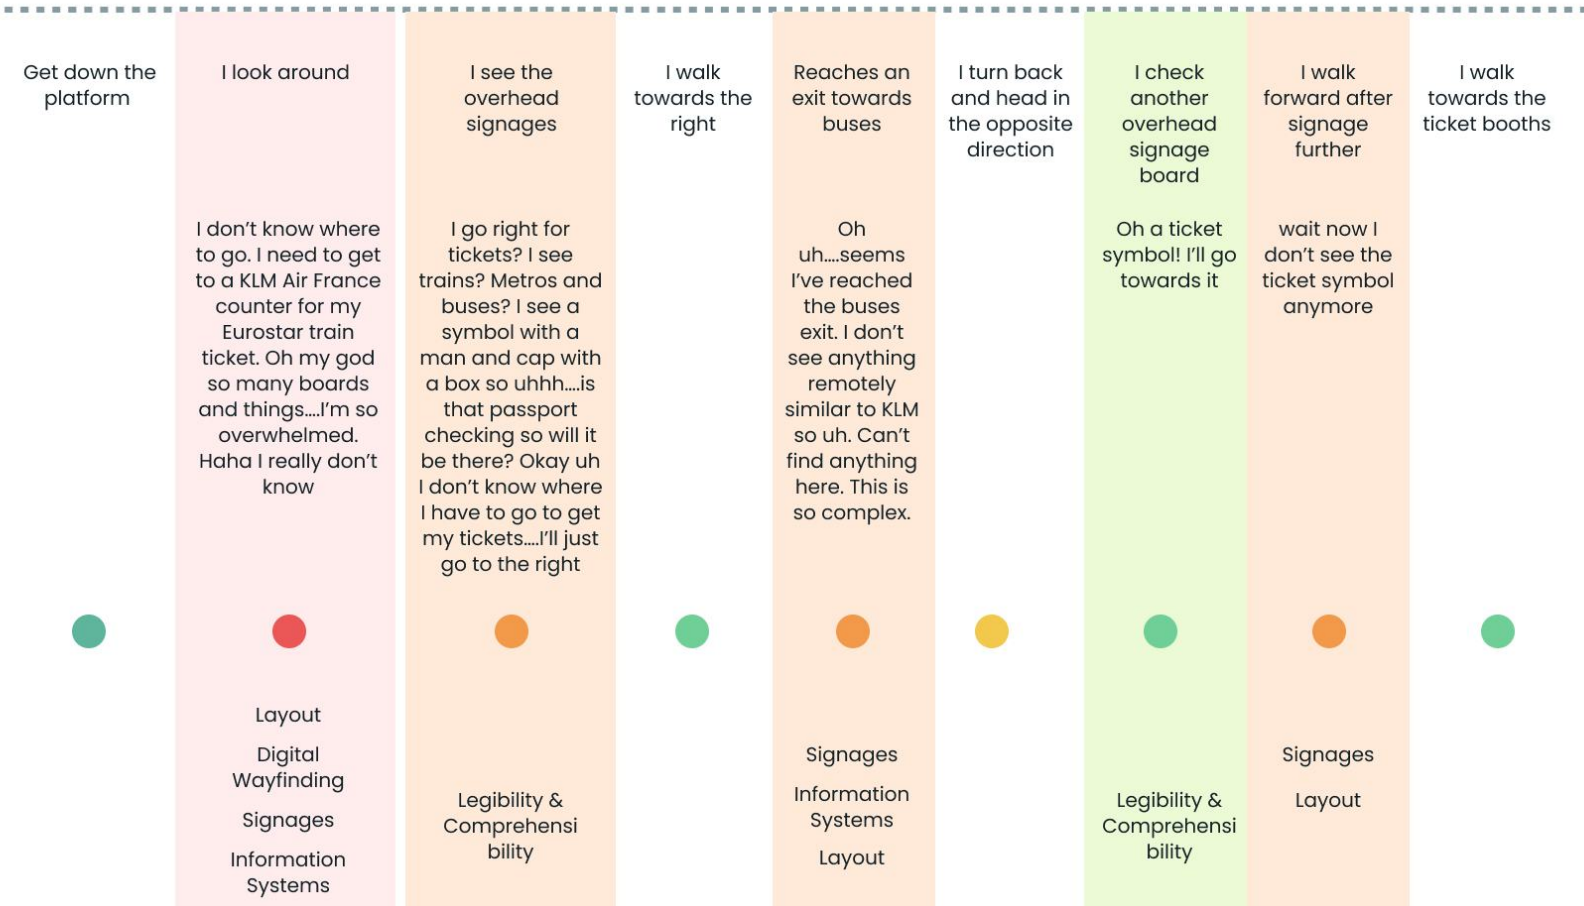 Get down the
platform
I look around
I see the
overhead
signages
I walk
towards the
right
Reaches an
exit towards
buses
I turn back
and head in
the opposite
direction
I check
another
overhead
signage
board
I walk
forward after
signage
further
I walk
towards the
ticket booths
I don’t know where
to go. I need to get
to a KLM Air France
counter for my
Eurostar train
ticket. Oh my god
so many boards
and things....I’m so
overwhelmed.
Haha I really don’t
know
I go right for
tickets? I see
trains? Metros and
buses? I see a
symbol with a
man and cap with
a box so uhhh....is
that passport
checking so will it
be there? Okay uh
I don’t know where
I have to go to get
my tickets....I’ll just
go to the right
Oh
uh....seems
I’ve reached
the buses
exit. I don’t
see anything
remotely
similar to KLM
so uh. Can’t
find anything
here. This is
so complex.
Oh a ticket
symbol! I’ll go
towards it
wait now I
don’t see the
ticket symbol
anymore
Layout
Digital
Wayfinding
Signages
Information
Systems
Legibility &
Comprehensi
bility
Signages
Information
Systems
Layout
Legibility &
Comprehensi
bility
Signages
Layout